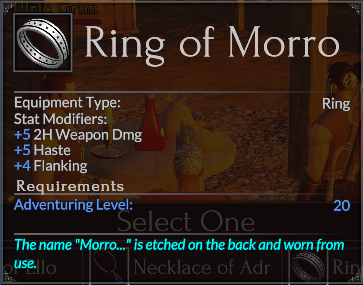 Ring of Morro
Equipment Type: Ring
Stat Modifiers:
+5 2H Weapon Dmg
+5 Haste
+4 Flanking
Requirements
Adventuring Level: 20
Select One
The name "Morro..." is etched on the back and worn from
use.
Necklace of Adr